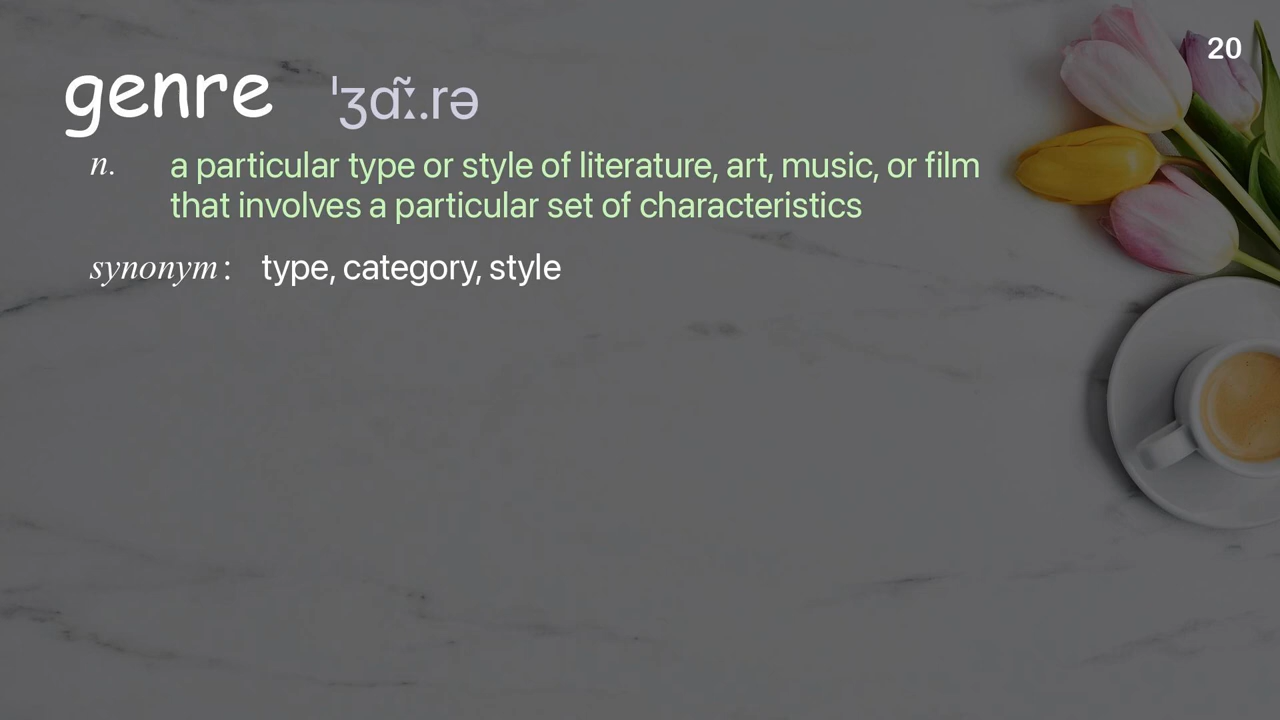 20
genre ˈʒɑ̃ː.rə
n. a particular type or style of literature, art, music, or film
that involves a particular set of characteristics
synonym: type, category, style